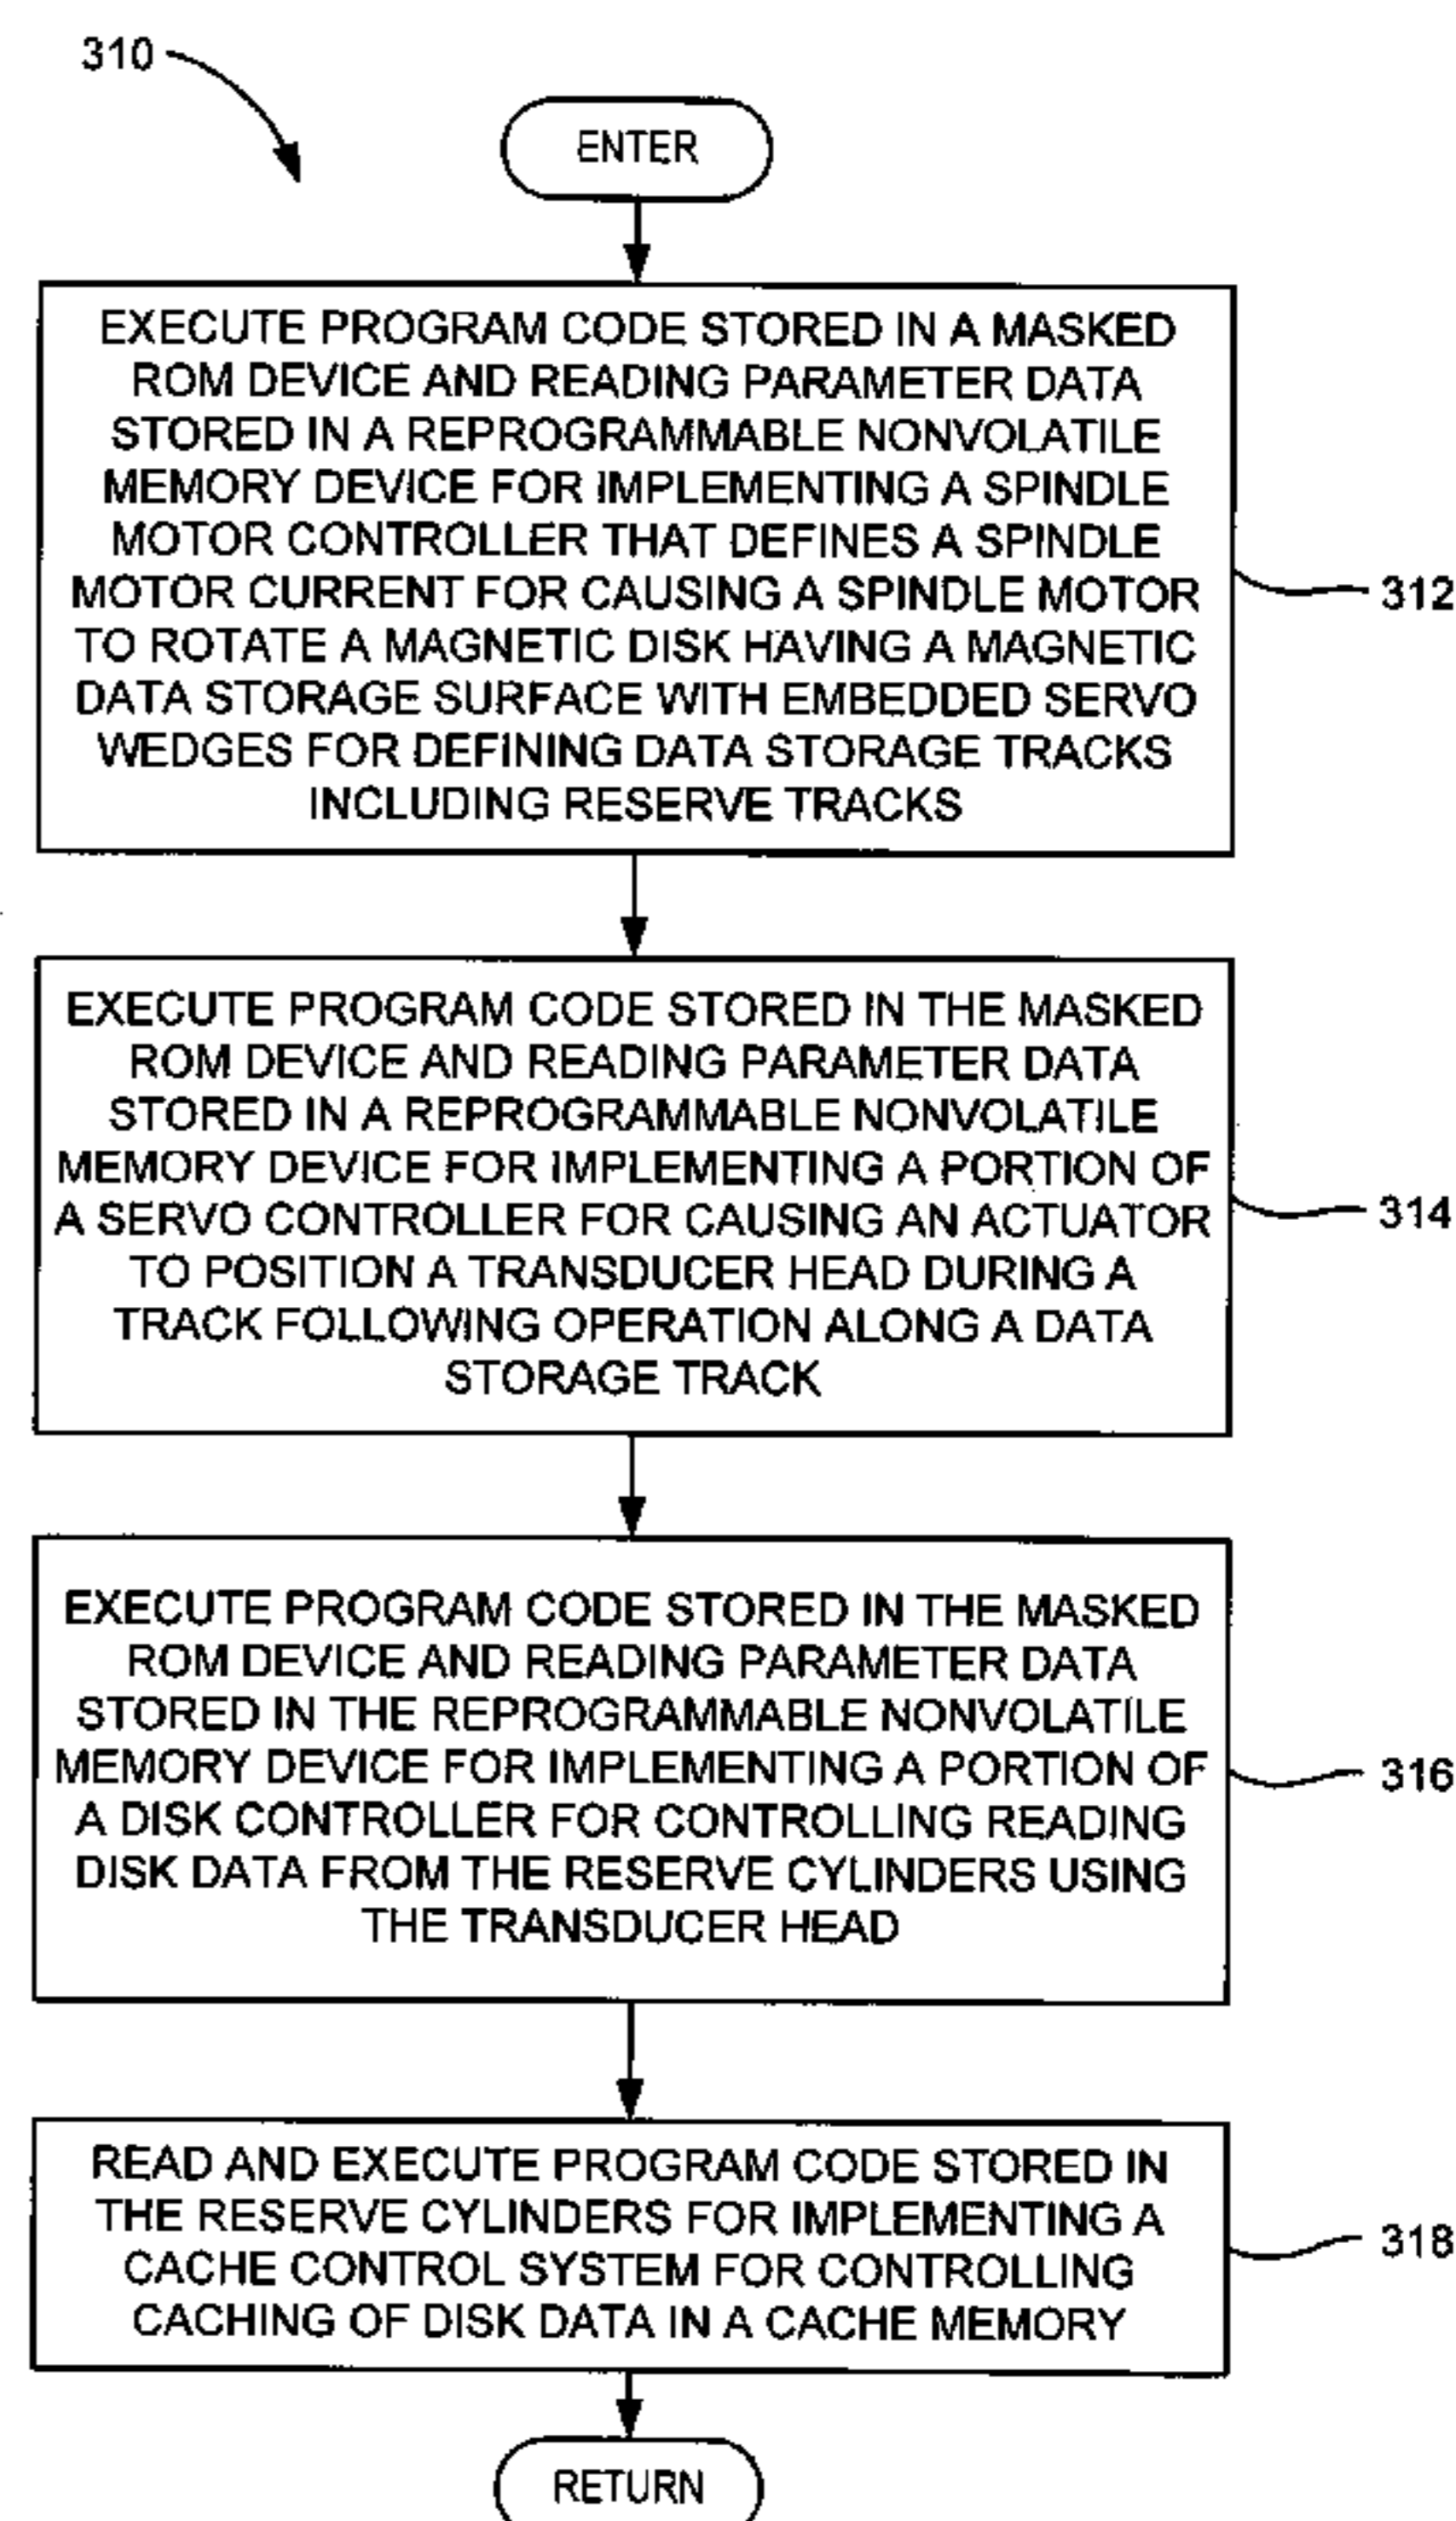 310
ENTER
EXECUTE PROGRAM CODE STORED IN A MASKED
ROM DEVICE AND READING PARAMETER DATA
STORED IN A REPROGRAMMABLE NONVOLATILE
MEMORY DEVICE FOR IMPLEMENTING A SPINDLE
MOTOR CONTROLLER THAT DEFINES A SPINDLE
MOTOR CURRENT FOR CAUSING A SPINDLE MOTOR
TO ROTATE A MAGNETIC DISK HAVING A MAGNETIC
DATA STORAGE SURFACE WITH EMBEDDED SERVO
WEDGES FOR DEFINING DATA STORAGE TRACKS
INCLUDING RESERVE TRACKS
312
EXECUTE PROGRAM CODE STORED IN THE MASKED
ROM DEVICE AND READING PARAMETER DATA
STORED IN A REPROGRAMMABLE NONVOLATILE
MEMORY DEVICE FOR IMPLEMENTING A PORTION OF
A SERVO CONTROLLER FOR CAUSING AN ACTUATOR
TO POSITION A TRANSDUCER HEAD DURING A
TRACK FOLLOWING OPERATION ALONG A DATA
STORAGE TRACK
314
EXECUTE PROGRAM CODE STORED IN THE MASKED
ROM DEVICE AND READING PARAMETER DATA
STORED IN THE REPROGRAMMABLE NONVOLATILE
MEMORY DEVICE FOR IMPLEMENTING A PORTION OF
A DISK CONTROLLER FOR CONTROLLING READING
DISK DATA FROM THE RESERVE CYLINDERS USING
THE TRANSDUCER HEAD
316
READ AND EXECUTE PROGRAM CODE STORED IN
THE RESERVE CYLINDERS FOR IMPLEMENTING A
CACHE CONTROL SYSTEM FOR CONTROLLING
CACHING OF DISK DATA IN A CACHE MEMORY
318
RETURN